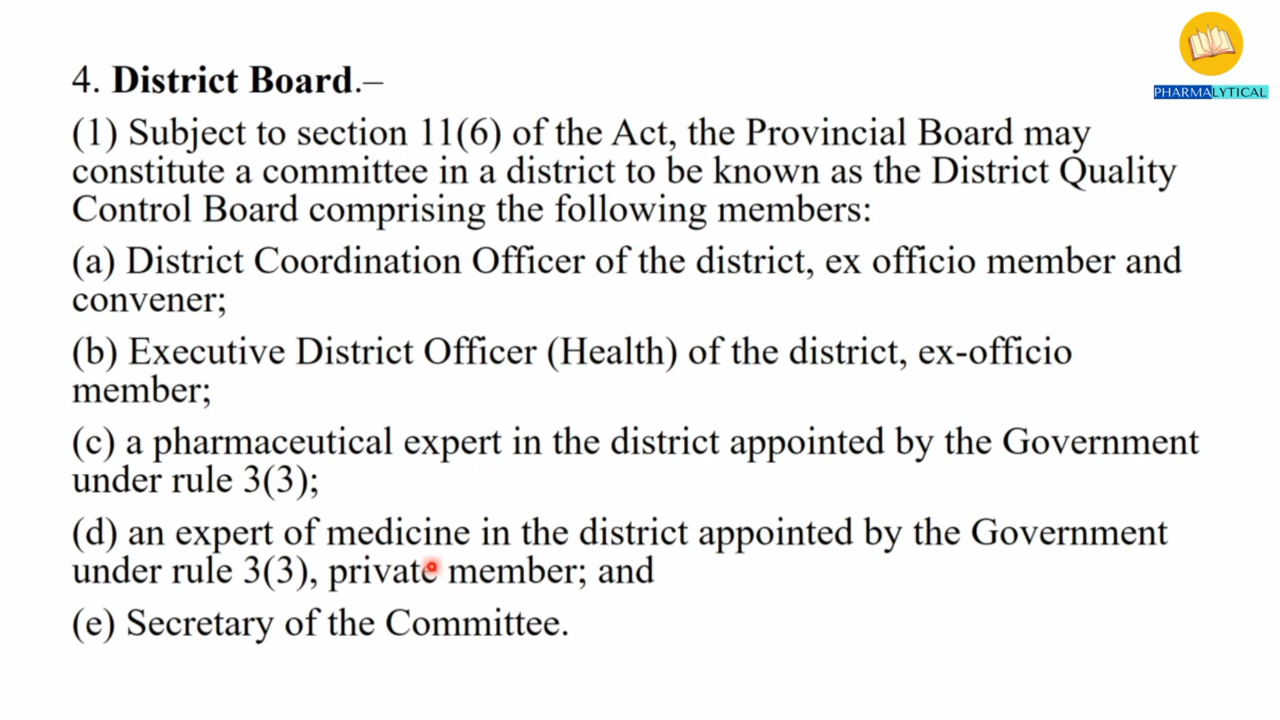 PHARMALYTICAL
4. District Board.–
(1) Subject to section 11(6) of the Act, the Provincial Board may
constitute a committee in a district to be known as the District Quality
Control Board comprising the following members:
(a) District Coordination Officer of the district, ex officio member and
convener;
(b) Executive District Officer (Health) of the district, ex-officio
member;
(c) a pharmaceutical expert in the district appointed by the Government
under rule 3(3);
(d) an expert of medicine in the district appointed by the Government
under rule 3(3), private member; and
(e) Secretary of the Committee.